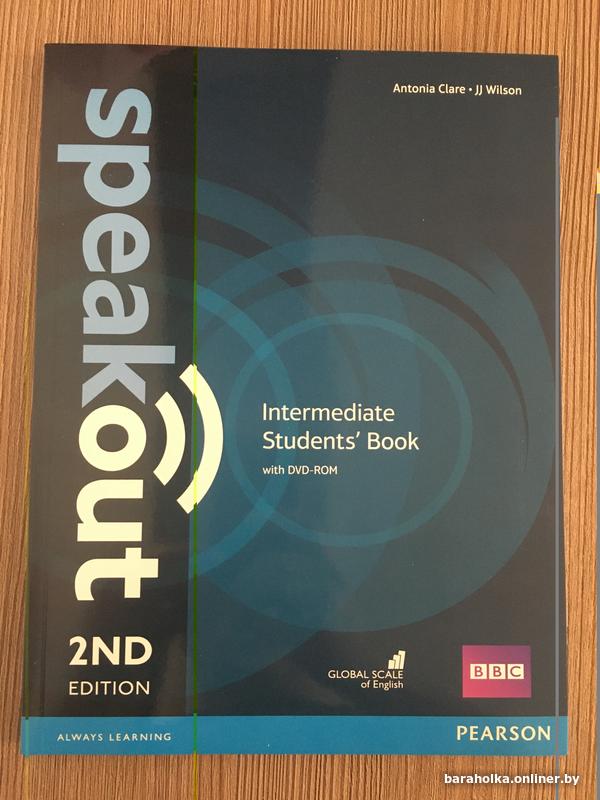 Antonia Clare • JJ Wilson
speakout
Intermediate
Students' Book
with DVD-ROM
2ND
EDITION
GLOBAL SCALE
of English
BBC
ALWAYS LEARNING
PEARSON
baraholka.onliner.by